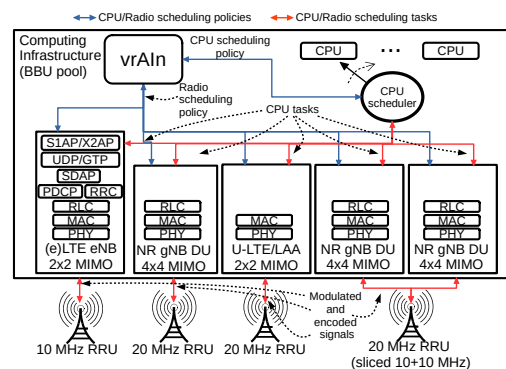 CPU/Radio scheduling policies
CPU/Radio scheduling tasks
Computing
Infrastructure
(BBU pool)
vrAIn
CPU scheduling
policy
CPU
...
CPU
CPU
scheduler
Radio
scheduling
policy
CPU tasks
S1AP/X2AP
UDP/GTP
SDAP
PDCP
RRC
RLC
MAC
PHY
(e)LTE eNB
2x2 MIMO
RLC
MAC
PHY
NR gNB DU
4x4 MIMO
MAC
PHY
U-LTE/LAA
2x2 MIMO
RLC
MAC
PHY
NR gNB DU
4x4 MIMO
RLC
MAC
PHY
NR gNB DU
4x4 MIMO
Modulated
and
encoded
signals
10 MHz RRU
20 MHz RRU
20 MHz RRU
20 MHz RRU
(sliced 10+10 MHz)